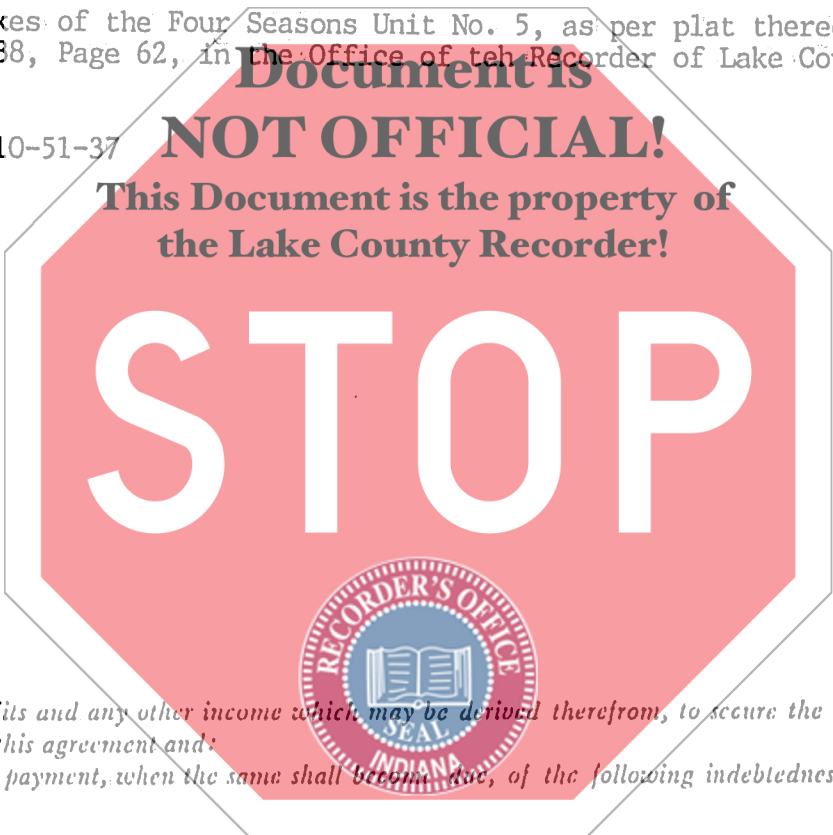 kes of the Four Seasons Unit No. 5, as per plat there
38, Page 62, in the Office of teh Recorder of Lake Co
Document is
10-51-37
NOT OFFICIAL!
This Document is the property of
the Lake County Recorder!
STOP
RECORDER'S OFFICE
SEAL
INDIANA
its and any other income which may be derived therefrom, to secure the
his agreement and:
payment, when the same shall become due, of the following indebtednes